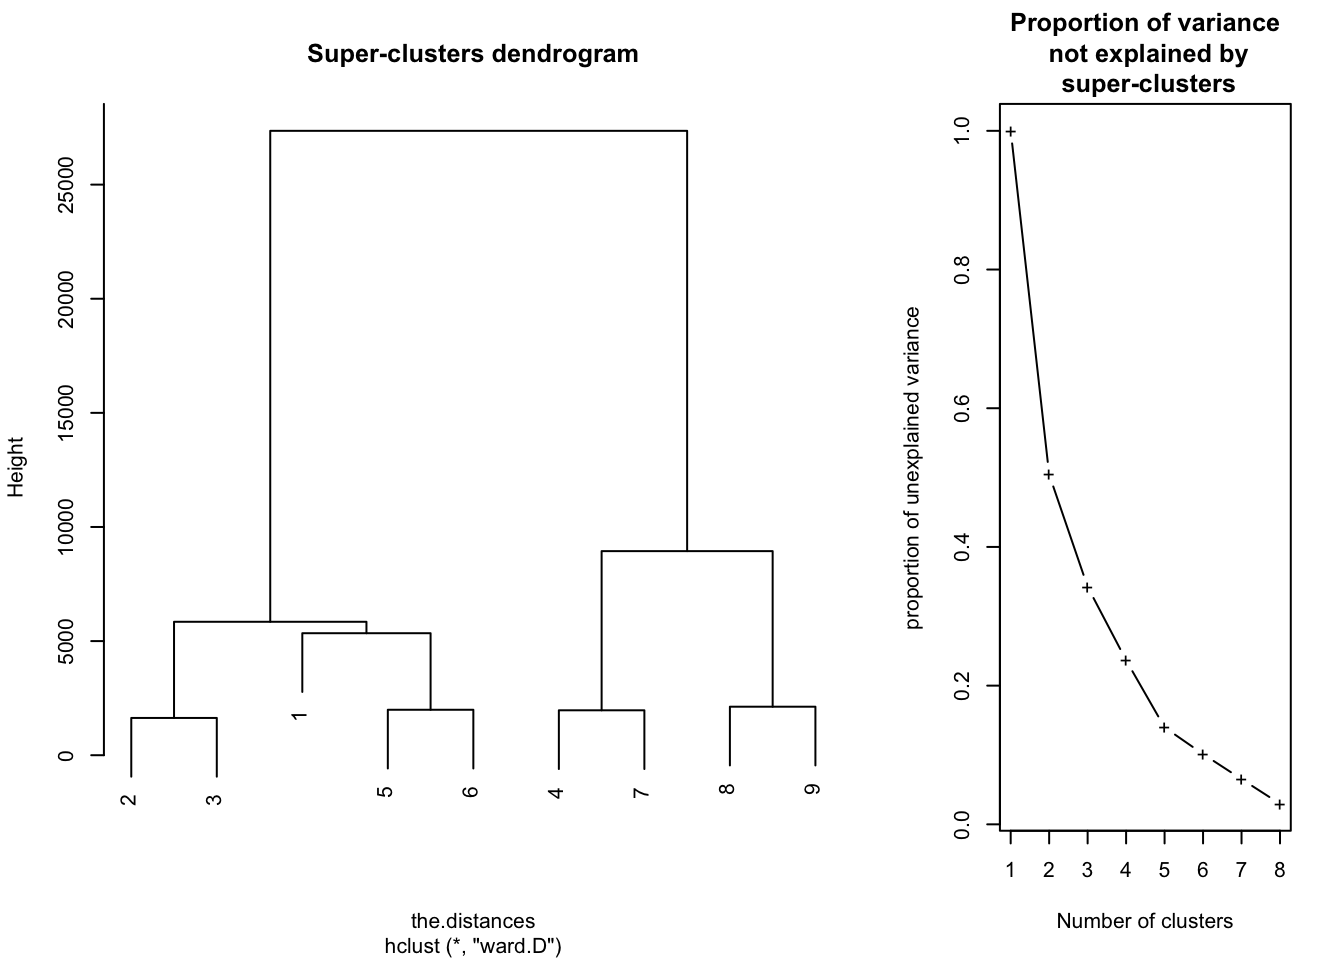 Super-clusters dendrogram
Height
25000
20000
15000
10000
5000
0
2
3
1
5
6
4
7
8
9
the.distances
hclust (*, "ward.D")
Proportion of variance
not explained by
super-clusters
proportion of unexplained variance
1.0
0.8
0.6
0.4
0.2
0.0
1 2 3 4 5 6 7 8
Number of clusters